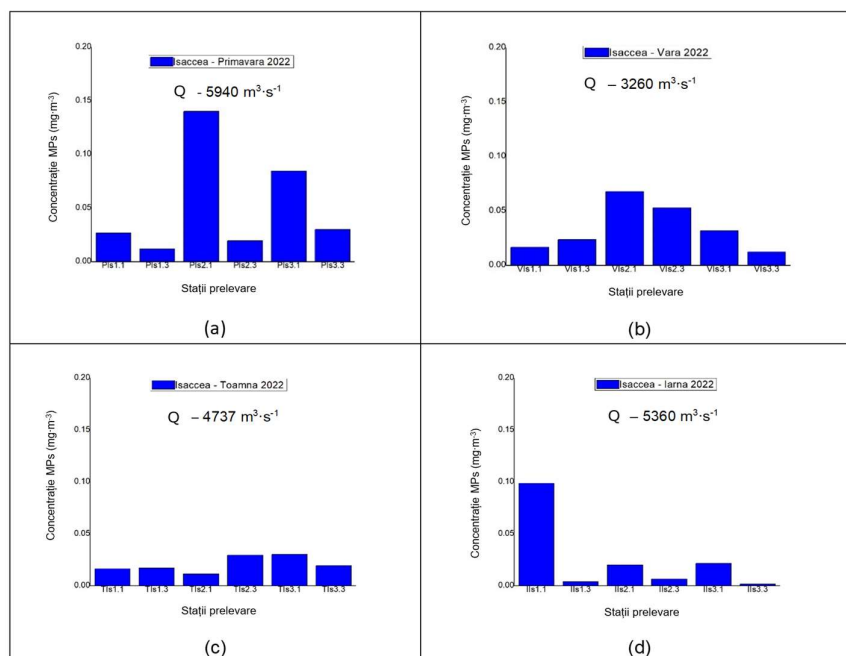 Isaccea - Primavara 2022
Q - 5940 m³·s⁻¹
Concentrație MPs (mg·m⁻³)
0.20
0.15
0.10
0.05
0.00
PIs1.1 PIs1.3 PIs2.1 PIs2.3 PIs3.1 PIs3.3
Stații prelevare
(a)
Isaccea - Vara 2022
Q – 3260 m³·s⁻¹
Concentrație MPs (mg·m⁻³)
0.20
0.15
0.10
0.05
0.00
VIs1.1 VIs1.3 VIs2.1 VIs2.3 VIs3.1 VIs3.3
Stații prelevare
(b)
Isaccea - Toamna 2022
Q – 4737 m³·s⁻¹
Concentrație MPs (mg·m⁻³)
0.20
0.15
0.10
0.05
0.00
TIs1.1 TIs1.3 TIs2.1 TIs2.3 TIs3.1 TIs3.3
Stații prelevare
(c)
Isaccea - Iarna 2022
Q – 5360 m³·s⁻¹
Concentrație MPs (mg·m⁻³)
0.20
0.15
0.10
0.05
0.00
IIs1.1 IIs1.3 IIs2.1 IIs2.3 IIs3.1 IIs3.3
Stații prelevare
(d)